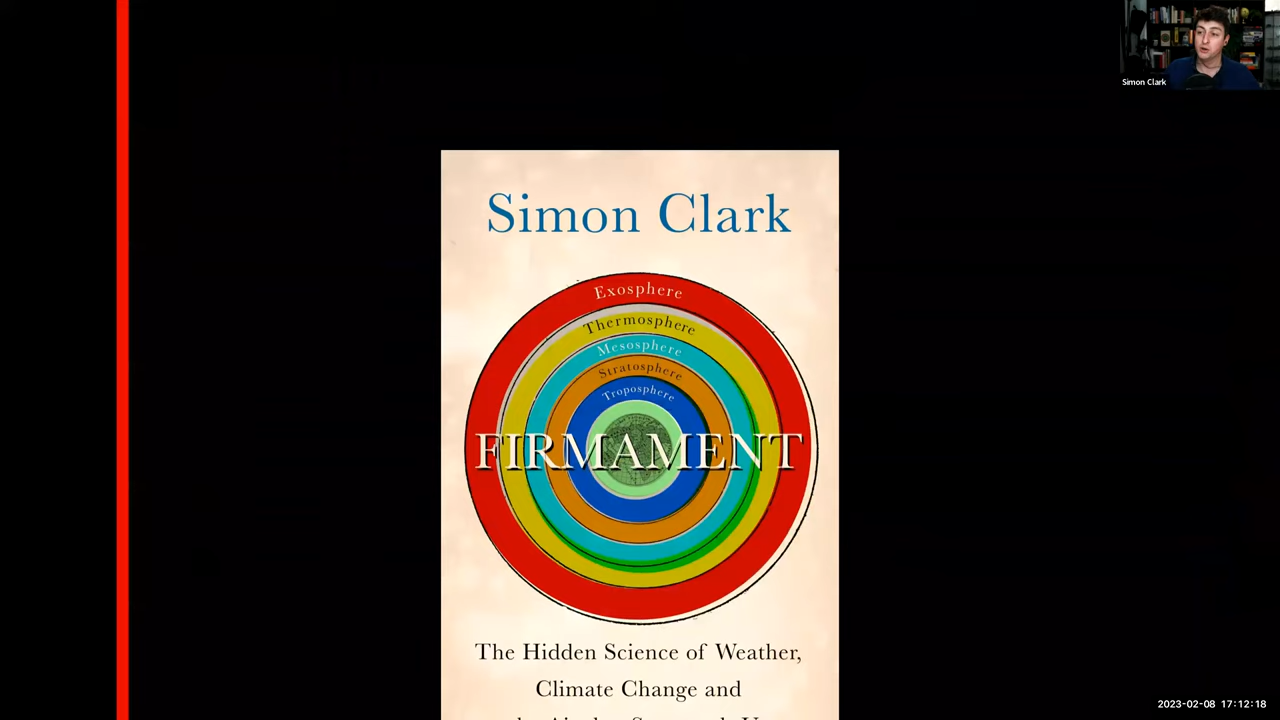 Simon Clark
Simon Clark
Exosphere
Thermosphere
Mesosphere
Stratosphere
Troposphere
FIRMAMENT
The Hidden Science of Weather,
Climate Change and
2023-02-08 17:12:18